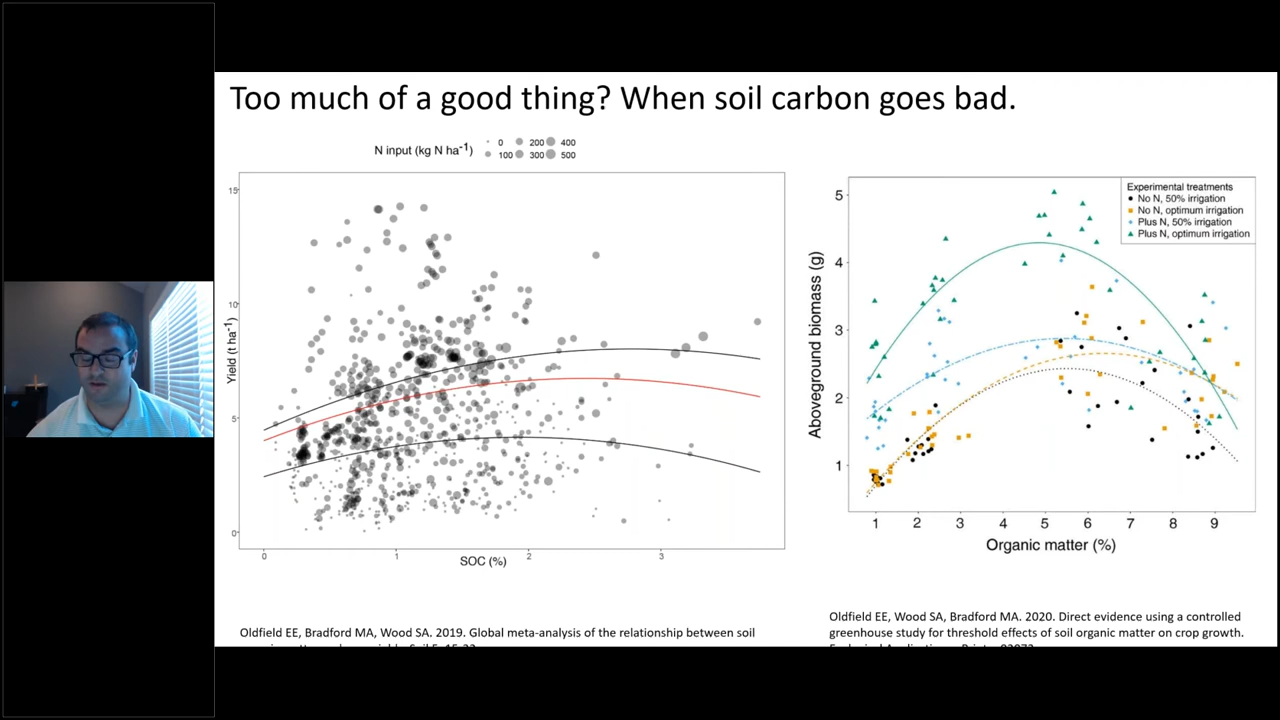 Too much of a good thing? When soil carbon goes bad.
N input (kg N ha-1)
0 200 400
100 300 500
15
10
5
0
Yield (t ha-1)
0 1 2 3
SOC (%)
Oldfield EE, Bradford MA, Wood SA. 2019. Global meta-analysis of the relationship between soil
Experimental treatments
No N, 50% irrigation
No N, optimum irrigation
Plus N, 50% irrigation
Plus N, optimum irrigation
5
4
3
2
1
Aboveground biomass (g)
1 2 3 4 5 6 7 8 9
Organic matter (%)
Oldfield EE, Wood SA, Bradford MA. 2020. Direct evidence using a controlled
greenhouse study for threshold effects of soil organic matter on crop growth.